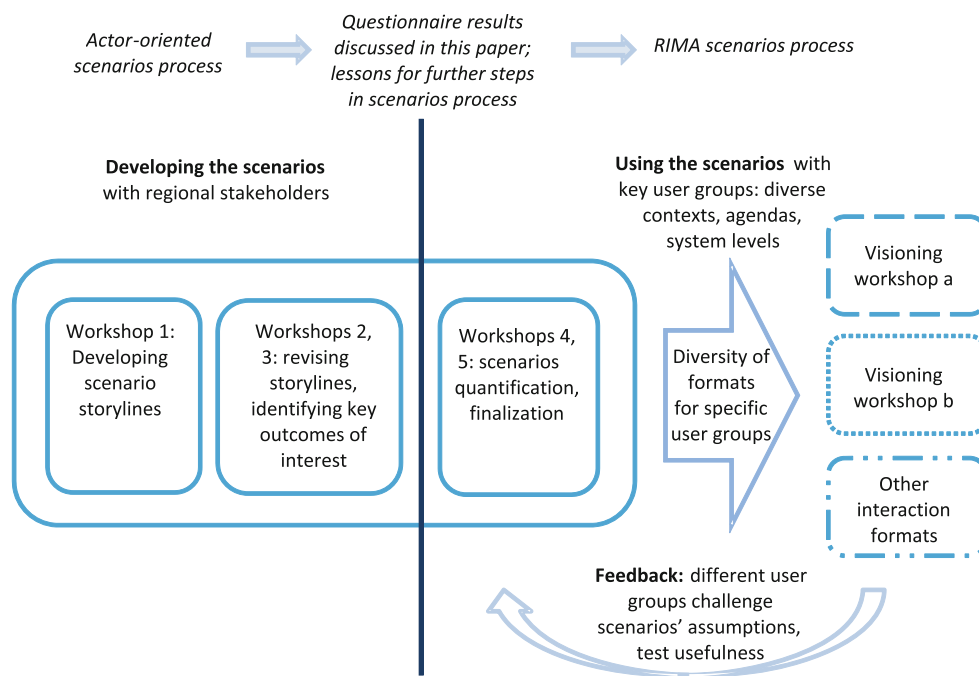 Actor-oriented
scenarios process
Questionnaire results
discussed in this paper;
lessons for further steps
in scenarios process
RIMA scenarios process
Developing the scenarios
with regional stakeholders
Using the scenarios with
key user groups: diverse
contexts, agendas,
system levels
Workshop 1:
Developing
scenario
storylines
Workshops 2,
3: revising
storylines,
identifying key
outcomes of
interest
Workshops 4,
5: scenarios
quantification,
finalization
Diversity of
formats
for specific
user groups
Visioning
workshop a
Visioning
workshop b
Other
interaction
formats
Feedback: different user
groups challenge
scenarios’ assumptions,
test usefulness